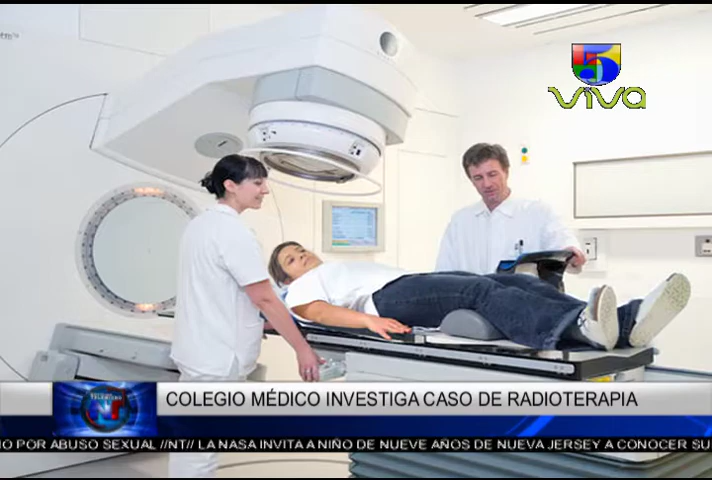 5
VIVA
NT
COLEGIO MÉDICO INVESTIGA CASO DE RADIOTERAPIA
IO POR ABUSO SEXUAL //NT// LA NASA INVITA A NIÑO DE NUEVE AÑOS DE NUEVA JERSEY A CONOCER SU